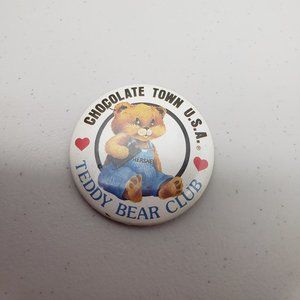 CHOCOLATE TOWN U.S.A.®
HERSHEY
TEDDY BEAR CLUB